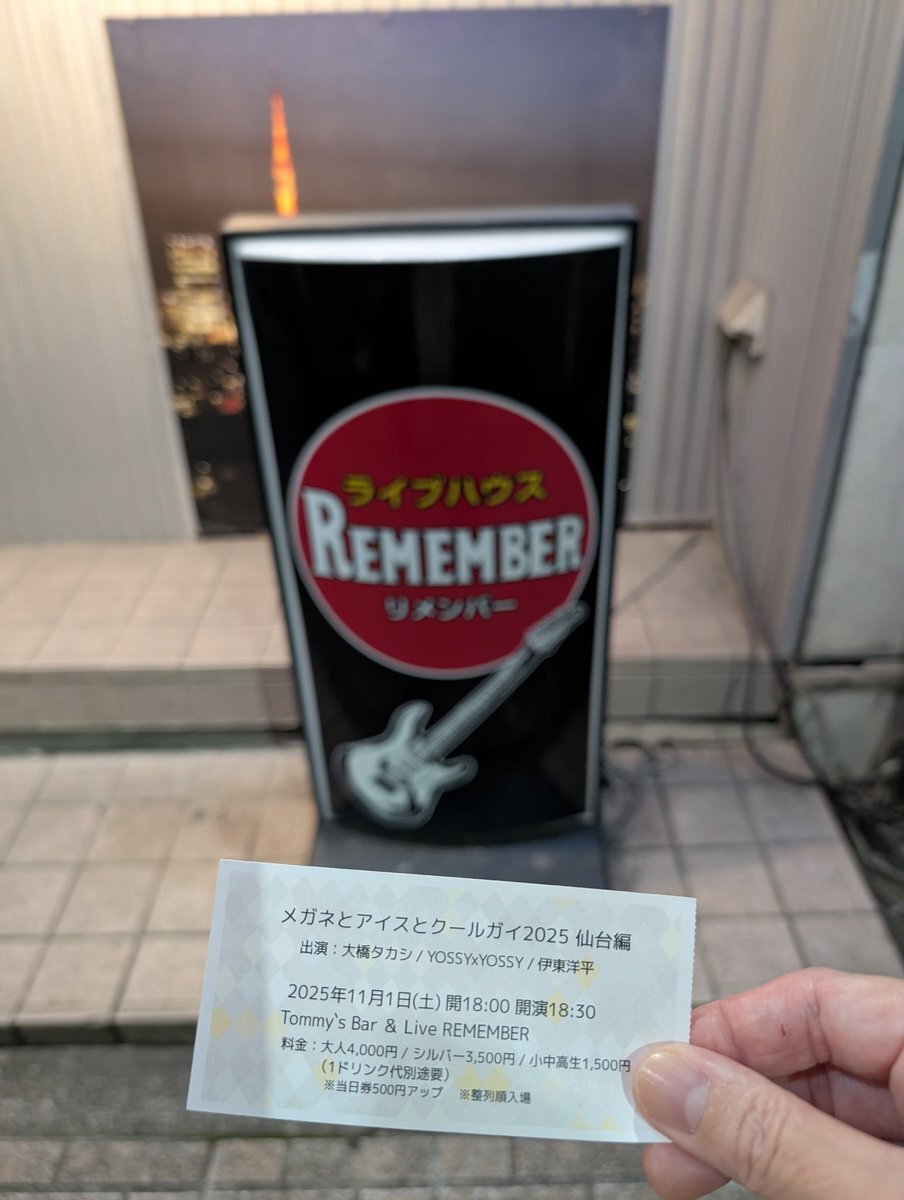 ライブハウス
REMEMBER
リメンバー
メガネとアイスとクールガイ2025 仙台編
出演：大橋タカシ / YOSSYxYOSSY / 伊東洋平
2025年11月1日(土) 開18:00 開演18:30
Tommy`s Bar & Live REMEMBER
料金：大人4,000円 / シルバー3,500円 / 小中高生1,500円
(1ドリンク代別途要)
※当日券500円アップ ※整列順入場